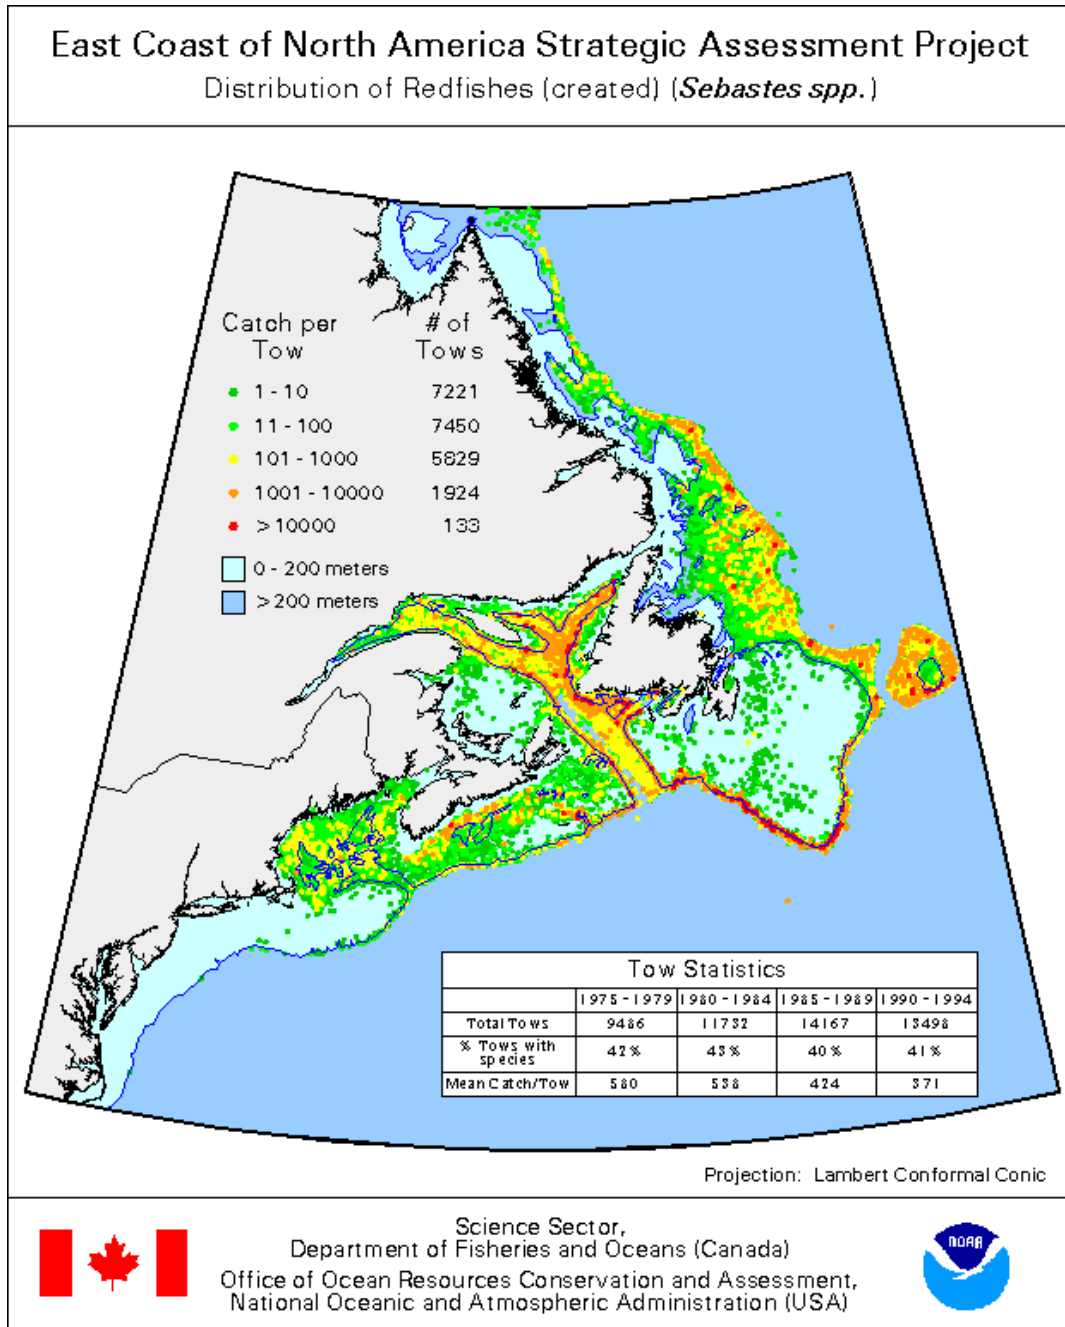 East Coast of North America Strategic Assessment Project
Distribution of Redfishes (created) (Sebastes spp.)
Catch per # of
Tow Tows
1 - 10 7221
11 - 100 7450
101 - 1000 5829
1001 - 10000 1924
>10000 133
0 - 200 meters
>200 meters
Tow Statistics
1975 - 1979 1980 - 1984 1985 - 1989 1990 - 1994
Total Tows 9486 11732 14167 13498
% Tows with species 42% 43% 40% 41%
Mean Catch/Tow 580 538 424 371
Projection: Lambert Conformal Conic
Science Sector,
Department of Fisheries and Oceans (Canada)
Office of Ocean Resources Conservation and Assessment,
National Oceanic and Atmospheric Administration (USA)
NOAA